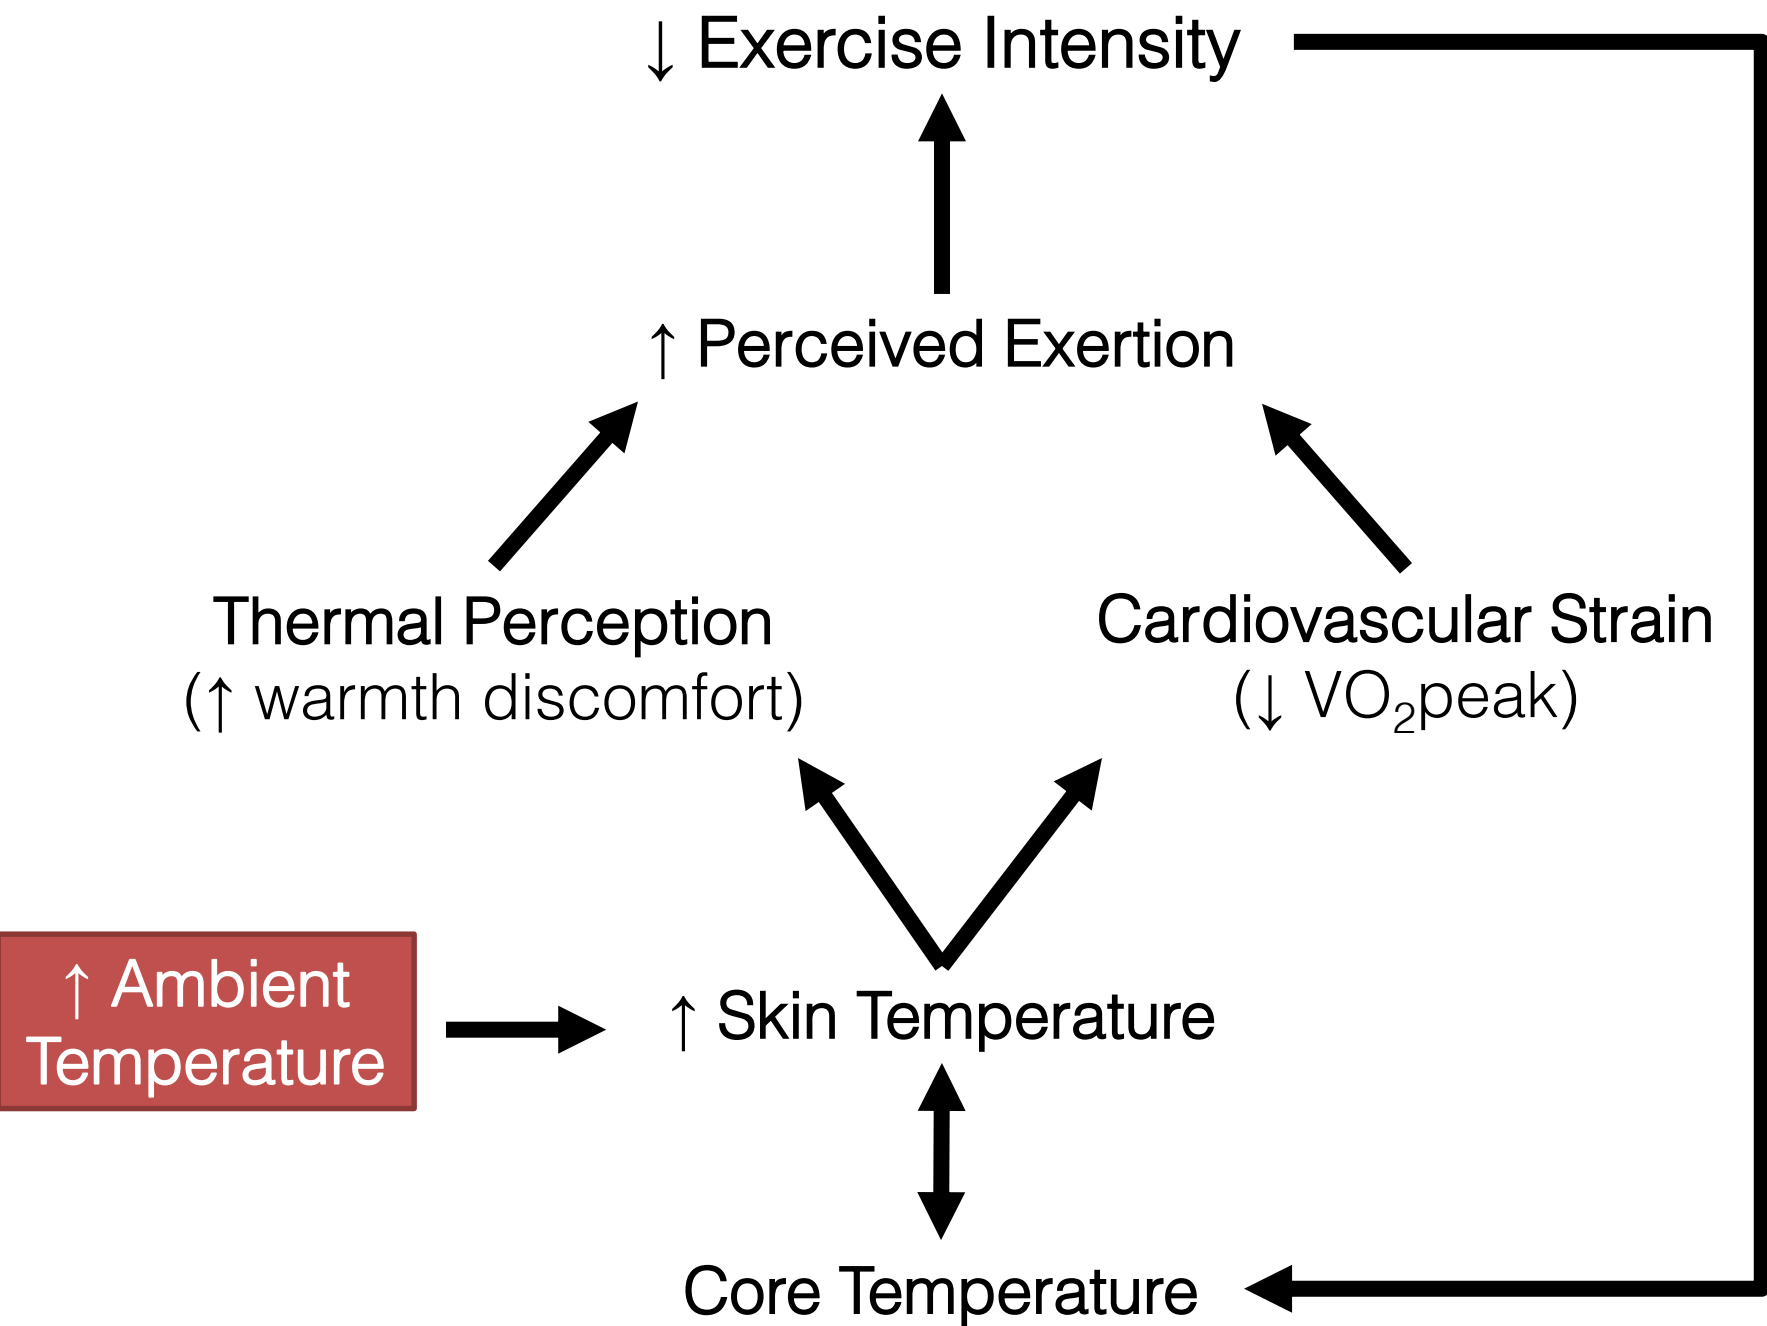 ↓ Exercise Intensity
↑ Perceived Exertion
Thermal Perception
(↑ warmth discomfort)
Cardiovascular Strain
(↓ VO₂peak)
↑ Ambient
Temperature
↑ Skin Temperature
Core Temperature